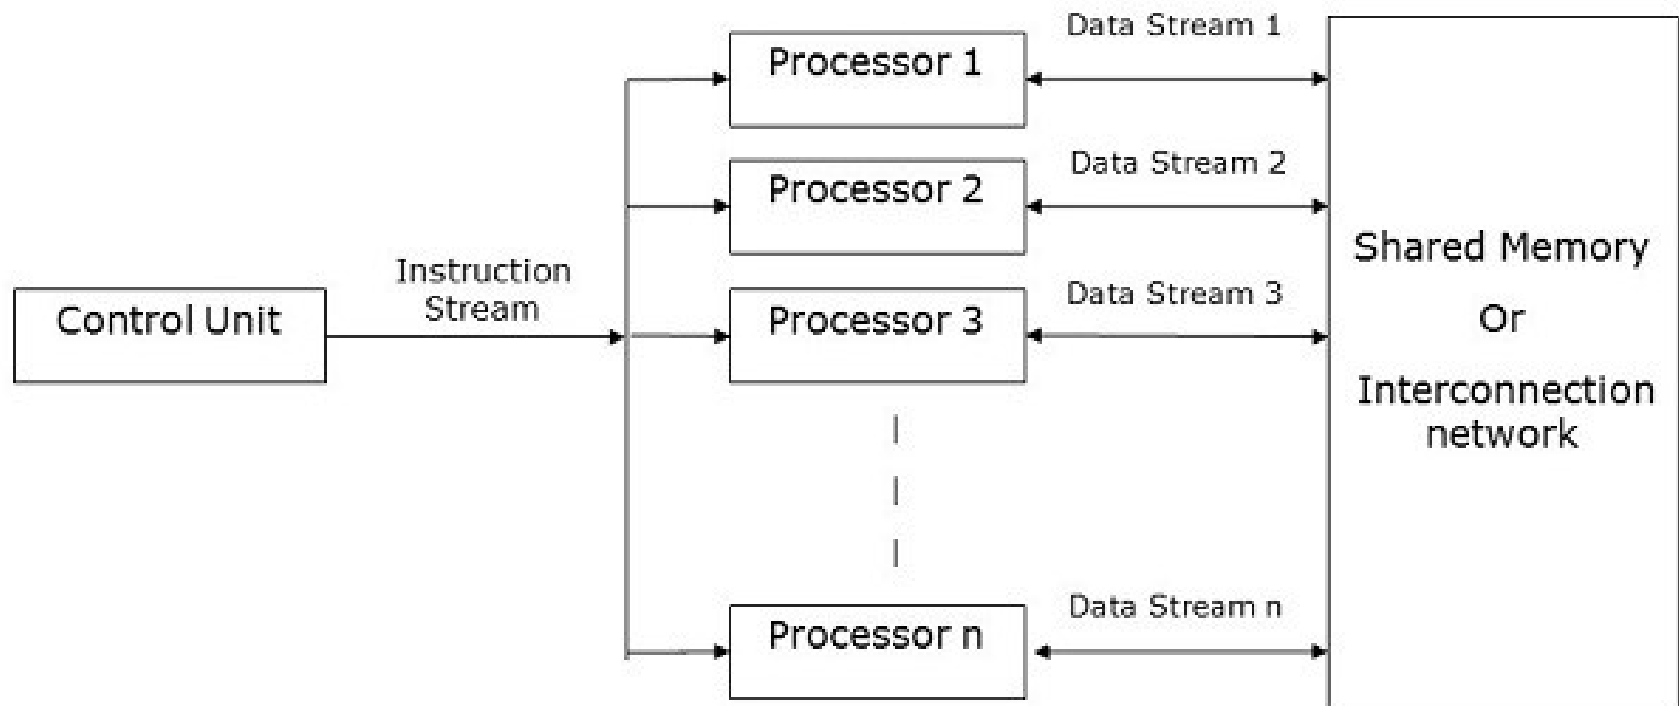 Control Unit
Instruction
Stream
Processor 1
Processor 2
Processor 3
Processor n
Data Stream 1
Data Stream 2
Data Stream 3
Data Stream n
Shared Memory
Or
Interconnection
network